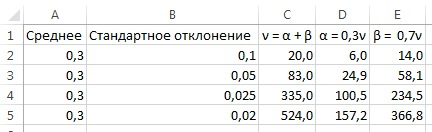 A B C D E
1 Среднее Стандартное отклонение ν = α + β α = 0,3ν β = 0,7ν
2 0,3 0,1 20,0 6,0 14,0
3 0,3 0,05 83,0 24,9 58,1
4 0,3 0,025 335,0 100,5 234,5
5 0,3 0,02 524,0 157,2 366,8